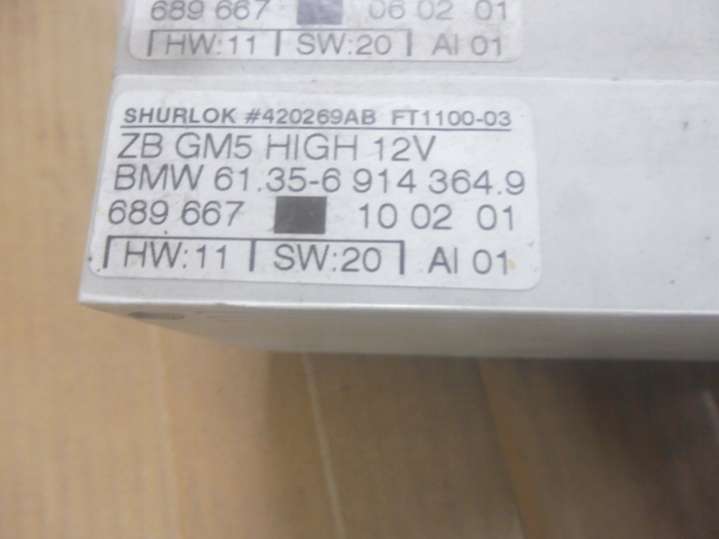 689 667 06 02 01
HW:11 SW:20 AI 01
SHURLOK #420269AB FT1100-03
ZB GM5 HIGH 12V
BMW 61.35-6 914 364.9
689 667 10 02 01
HW:11 SW:20 AI 01